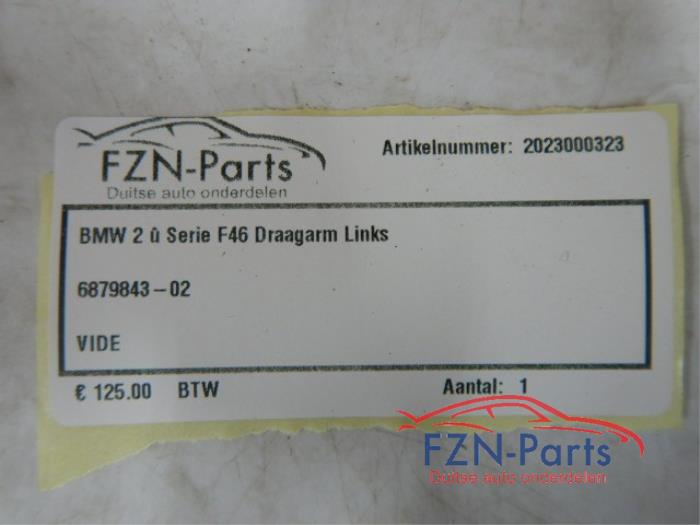 FZN-Parts
Duitse auto onderdelen
Artikelnummer: 2023000323
BMW 2 û Serie F46 Draagarm Links
6879843-02
VIDE
€ 125.00 BTW
Aantal: 1
FZN-Parts
Duitse auto onderdelen